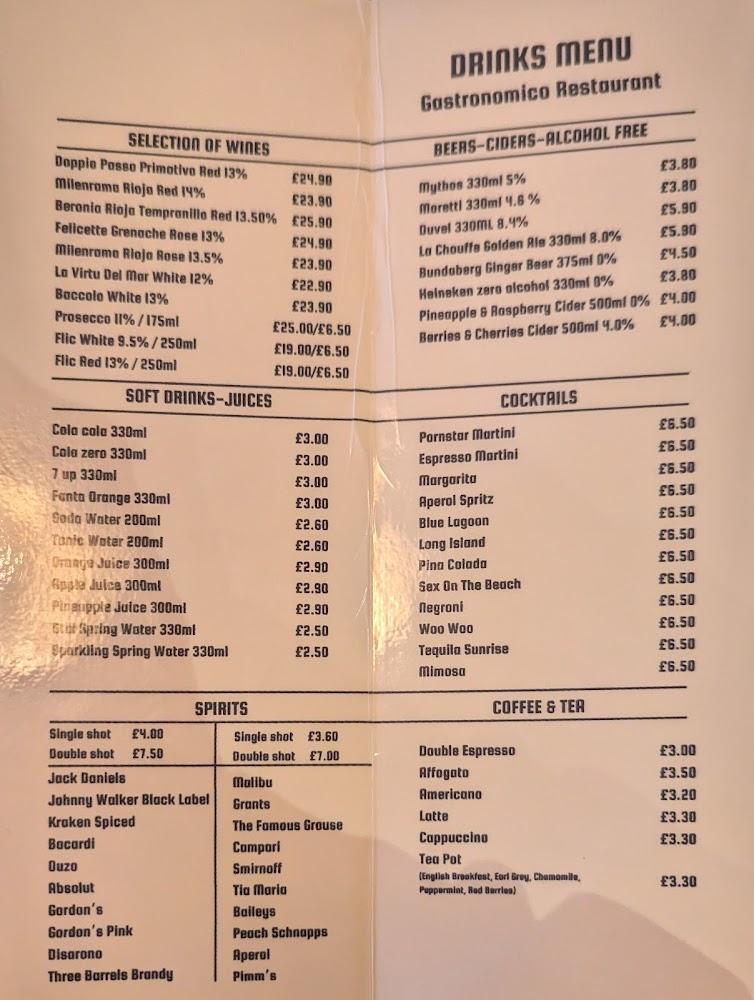 DRINKS MENU
Gastronomico Restaurant
SELECTION OF WINES
Doppio Passo Primotivo Red 13% £24.90
Milenrama Rioja Red 14% £23.90
Beronia Rioja Tempranillo Red 13.50% £25.90
Felicette Grenache Rose 13% £24.90
Milenrama Rioja Rose 13.5% £23.90
La Virtu Del Mar White 12% £22.90
Boccolo White 13% £23.90
Prosecco 11% / 175ml £25.00/£6.50
Flic White 9.5% / 250ml £19.00/£6.50
Flic Red 13% / 250ml £19.00/£6.50
SOFT DRINKS-JUICES
Cola cola 330ml £3.00
Cola zero 330ml £3.00
7 up 330ml £3.00
Fanta Orange 330ml £3.00
Soda Water 200ml £2.60
Tonic Water 200ml £2.60
Orange Juice 300ml £2.90
Apple Juice 300ml £2.90
Pineapple Juice 300ml £2.90
Still Spring Water 330ml £2.50
Sparkling Spring Water 330ml £2.50
SPIRITS
Single shot £4.00
Double shot £7.50
Jack Daniels
Johnny Walker Black Label
Kraken Spiced
Bacardi
Ouzo
Absolut
Gordon's
Gordon's Pink
Disarono
Three Barrels Brandy
Single shot £3.60
Double shot £7.00
Malibu
Grants
The Famous Grouse
Campari
Smirnoff
Tia Maria
Baileys
Peach Schnapps
Aperol
Pimm's
BEERS-CIDERS-ALCOHOL FREE
Mythos 330ml 5% £3.80
Moretti 330ml 4.6 % £3.80
Duvel 330ML 8.4% £5.90
La Chouffe Golden Ale 330ml 8.0% £5.90
Bundaberg Ginger Beer 375ml 0% £4.50
Heineken zero alcohol 330ml 0% £3.80
Pineapple & Raspberry Cider 500ml 0% £4.00
Berries & Cherries Cider 500ml 4.0% £4.00
COCKTAILS
Pornstar Martini £6.50
Espresso Martini £6.50
Margarita £6.50
Aperol Spritz £6.50
Blue Lagoon £6.50
Long Island £6.50
Pina Colada £6.50
Sex On The Beach £6.50
Negroni £6.50
Woo Woo £6.50
Tequila Sunrise £6.50
Mimosa £6.50
COFFEE & TEA
Double Espresso £3.00
Affogato £3.50
Americano £3.20
Latte £3.30
Cappuccino £3.30
Tea Pot
(English Breakfast, Earl Grey, Chamomile,
Peppermint, Red Berries) £3.30